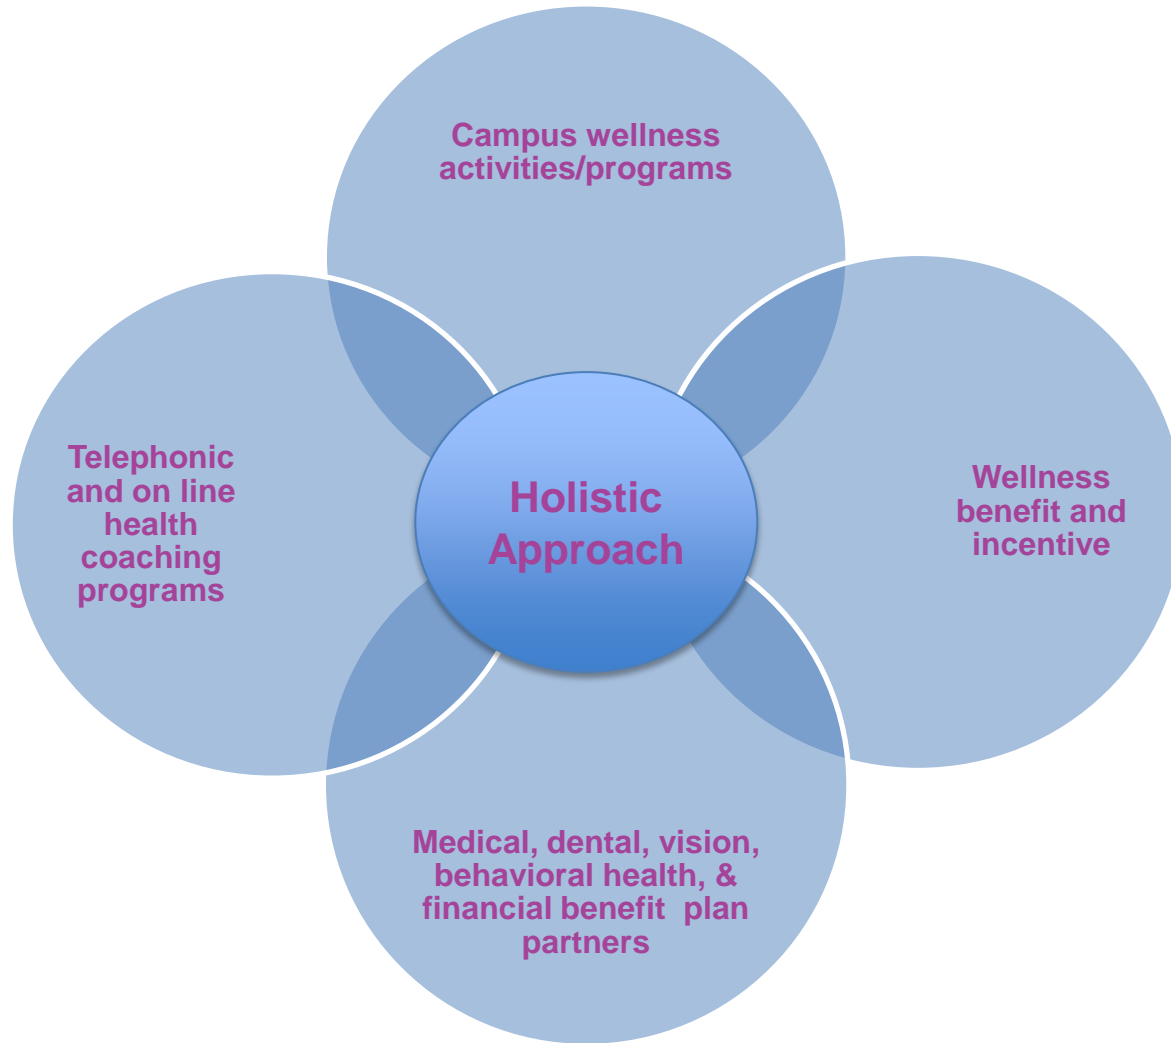 Campus wellness
activities/programs
Telephonic
and on line
health
coaching
programs
Holistic
Approach
Wellness
benefit and
incentive
Medical, dental, vision,
behavioral health, &
financial benefit  plan
partners